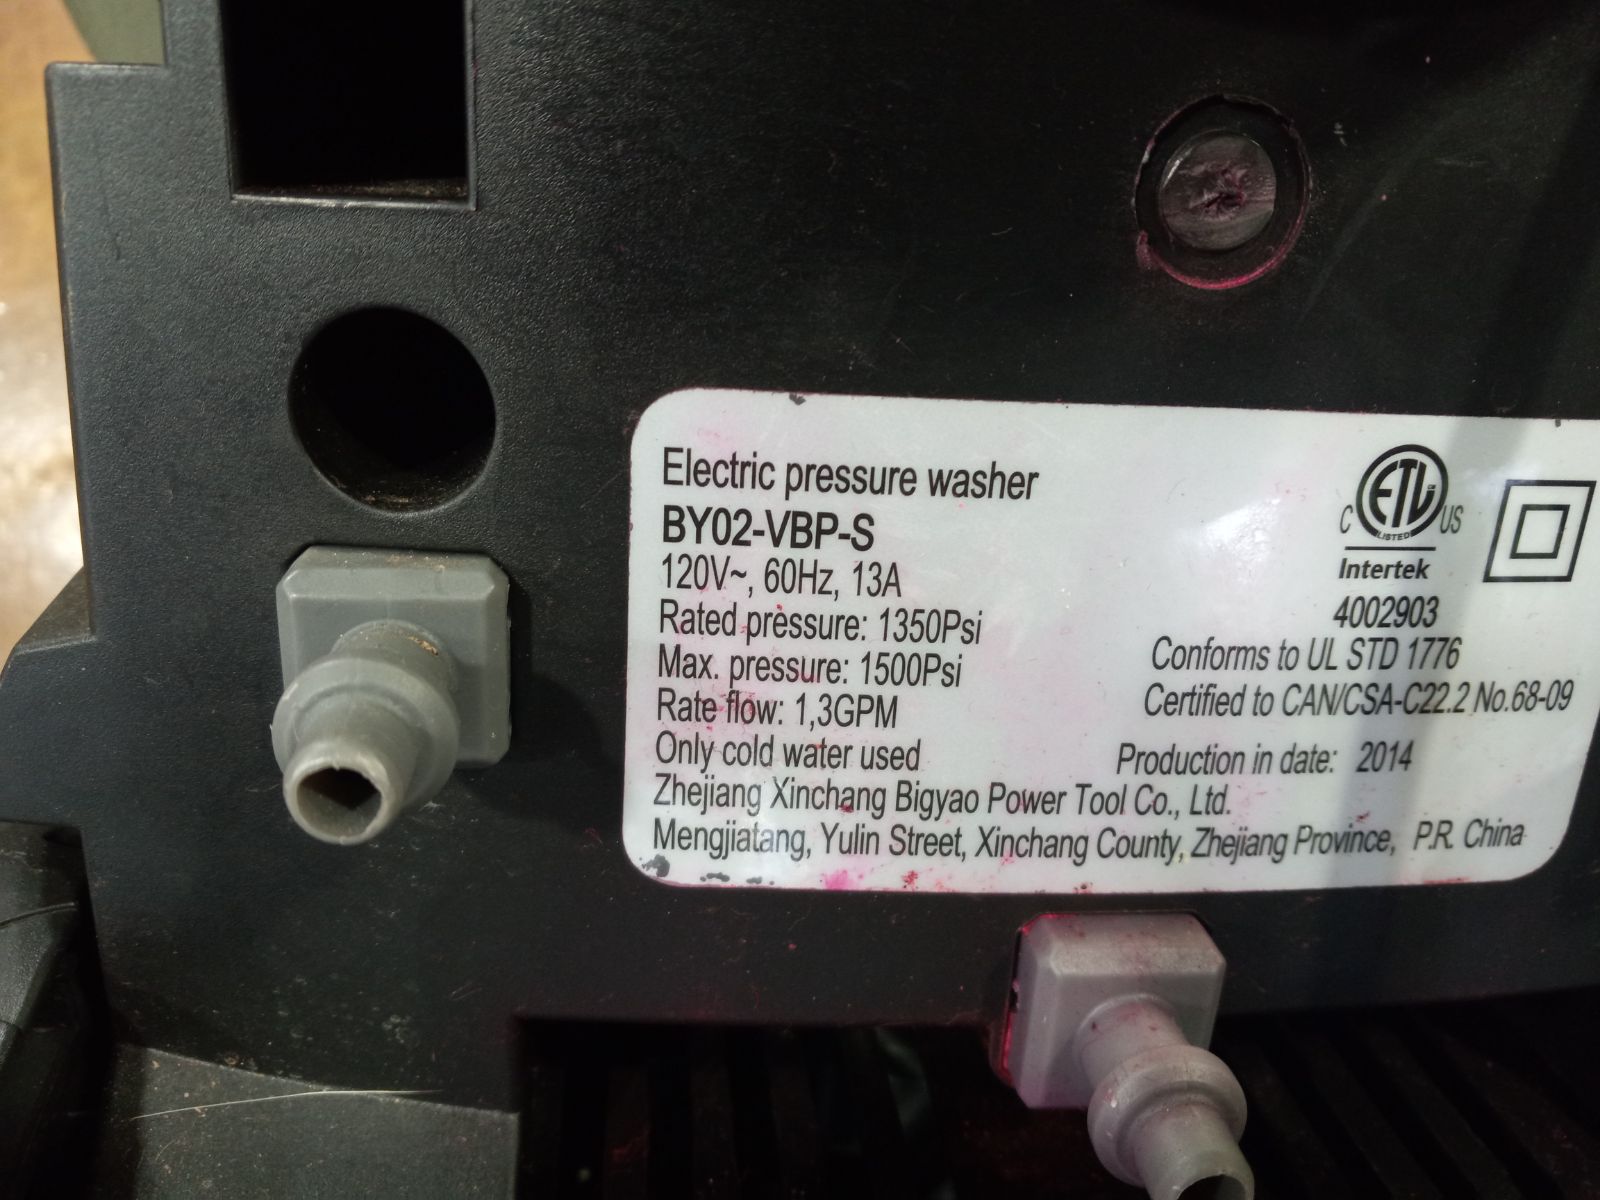 Electric pressure washer
BY02-VBP-S
120V~, 60Hz, 13A
Rated pressure: 1350Psi
Max. pressure: 1500Psi
Rate flow: 1,3GPM
Only cold water used
Zhejiang Xinchang Bigyao Power Tool Co., Ltd.
Mengjiatang, Yulin Street, Xinchang County, Zhejiang Province, P.R. China
C ETL US
LISTED
Intertek
4002903
Conforms to UL STD 1776
Certified to CAN/CSA-C22.2 No.68-09
Production in date: 2014